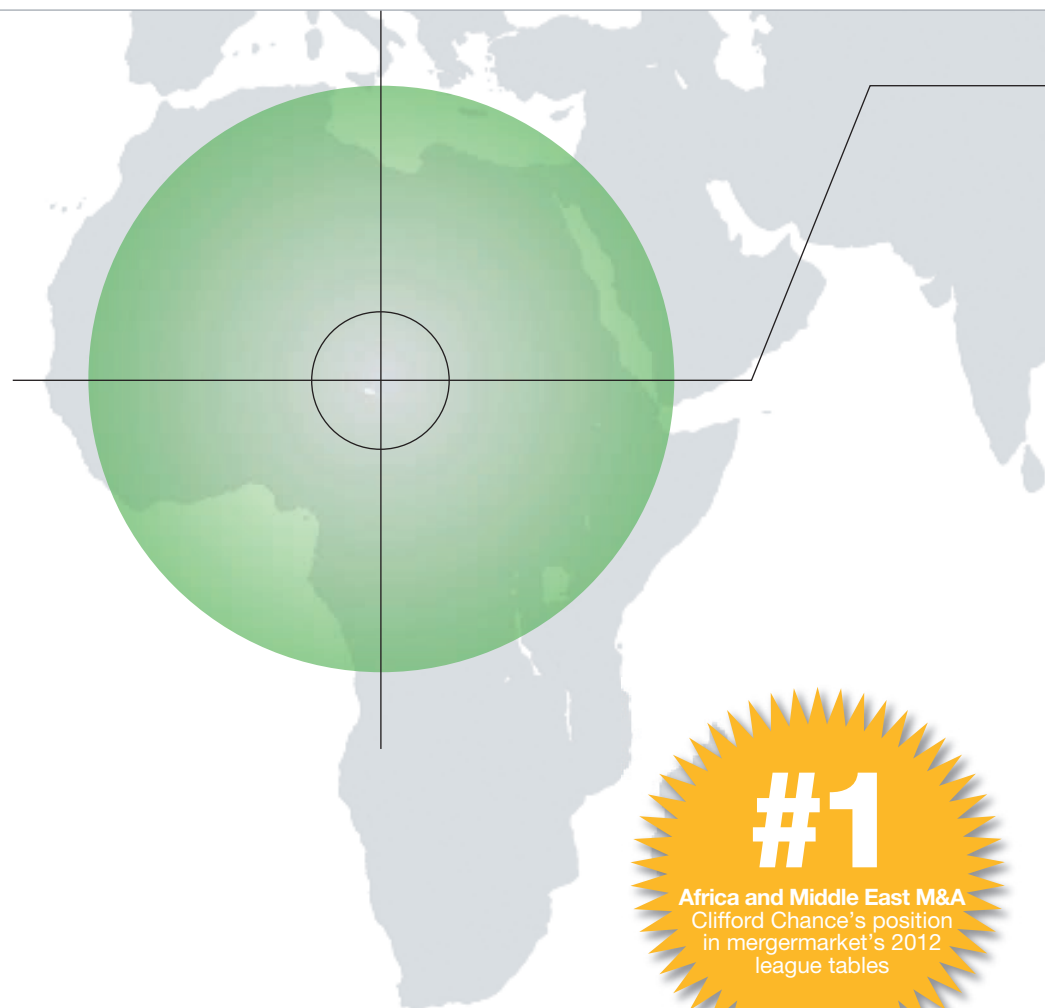 #1
Africa and Middle East M&A
Clifford Chance's position
in mergermarket's 2012
league tables